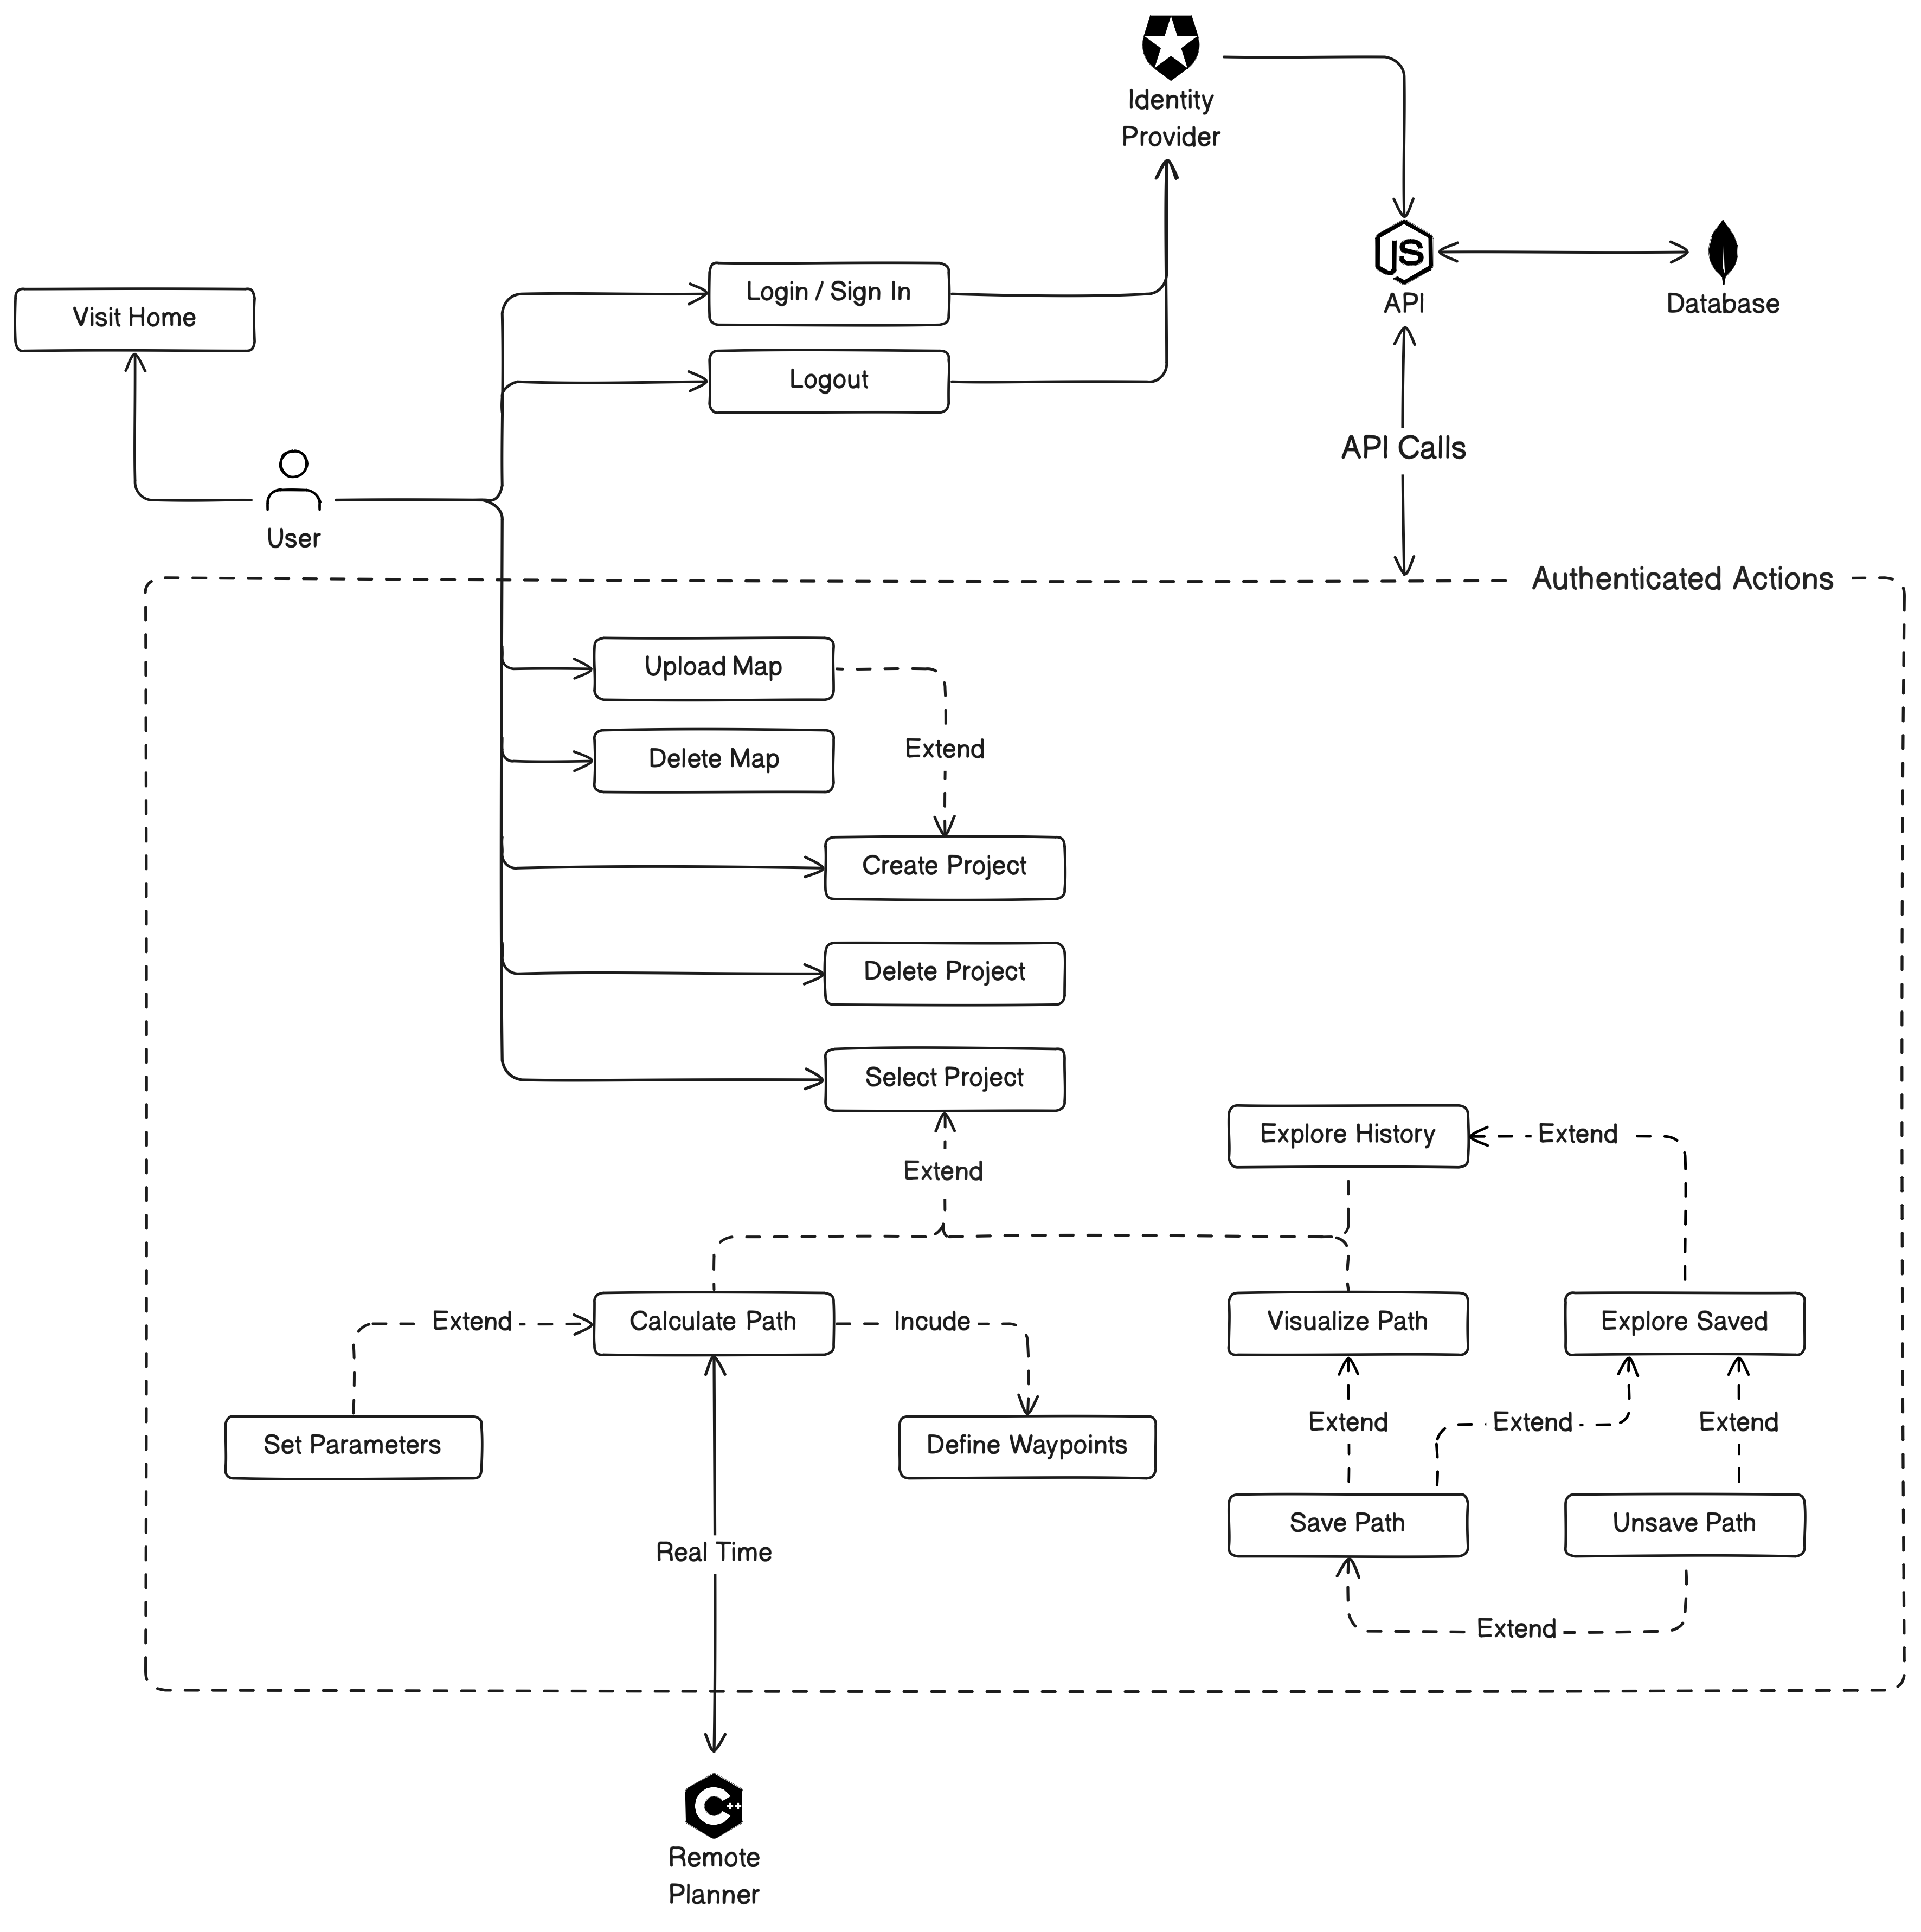 Identity
Provider
JS
API
Database
Login / Sign In
Visit Home
Logout
API Calls
User
Authenticated Actions
Upload Map
Extend
Delete Map
Create Project
Delete Project
Select Project
Explore History
Extend
Extend
Extend
Calculate Path
Incude
Visualize Path
Explore Saved
Extend
Extend
Extend
Set Parameters
Define Waypoints
Save Path
Unsave Path
Real Time
Extend
C++
Remote
Planner